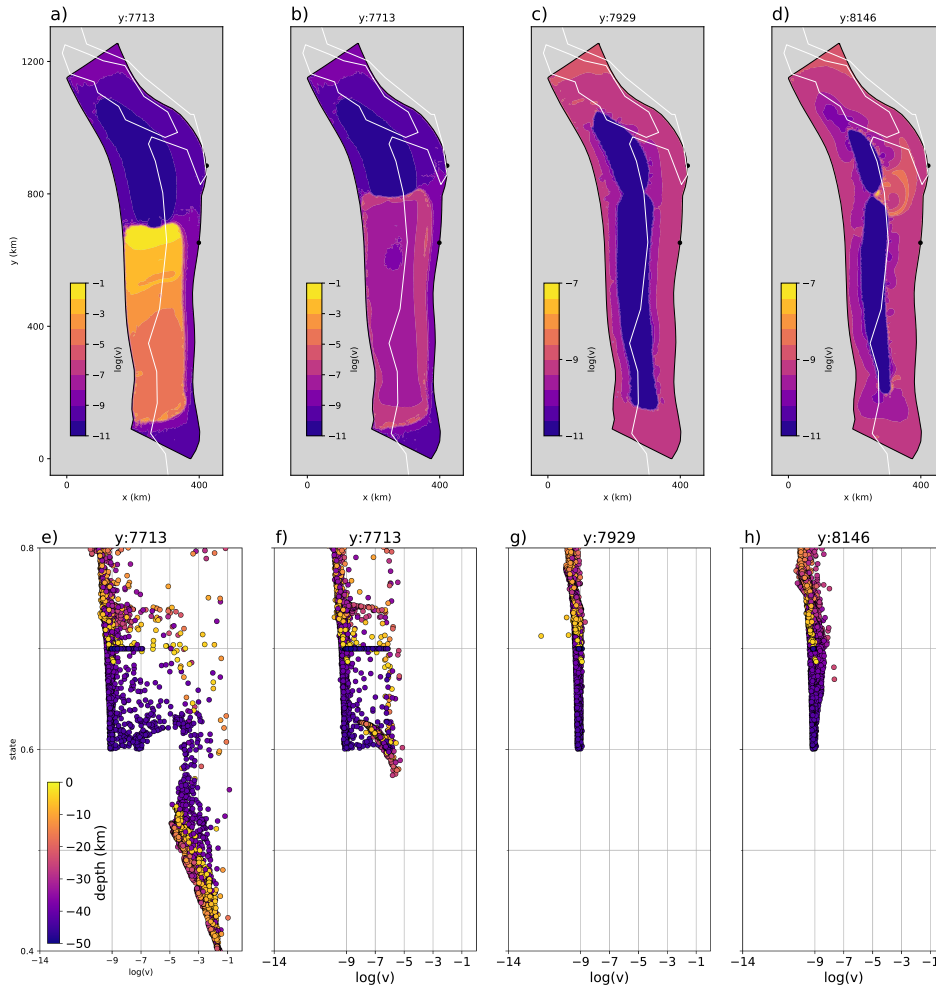 a) b) c) d)
y:7713 y:7713 y:7929 y:8146
1200
800
400
0
y (km)
−1 −3 −5 −7 −9 −11 log(v)
−1 −3 −5 −7 −9 −11 log(v)
−7 −9 −11 log(v)
−7 −9 −11 log(v)
0 400 0 400 0 400 0 400
x (km) x (km) x (km) x (km)
e) f) g) h)
y:7713 y:7713 y:7929 y:8146
0.8
0.6
0.4
state
0
−10
−20
−30
−40
−50
depth (km)
−14 −9 −7 −5 −3 −1 −14 −9 −7 −5 −3 −1 −14 −9 −7 −5 −3 −1 −14 −9 −7 −5 −3 −1
log(v) log(v) log(v) log(v)